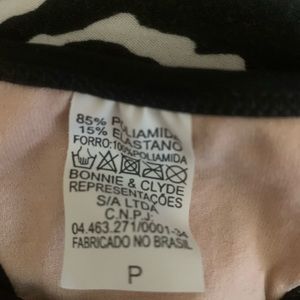 85% POLIAMIDA
15% ELASTANO
FORRO:100%POLIAMIDA
BONNIE & CLYDE
REPRESENTAÇÕES
S/A LTDA
C.N.P.J:
04.463.271/0001-34
FABRICADO NO BRASIL
P